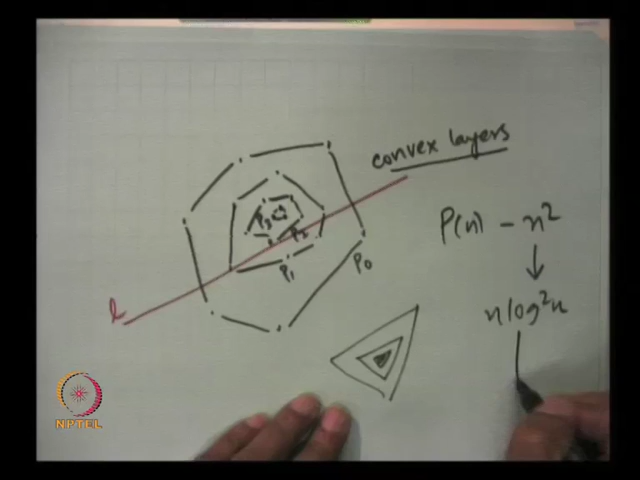 convex layers
P(n) - n²
n log²n
P₃
P₂
P₁
P₀
l
NPTEL